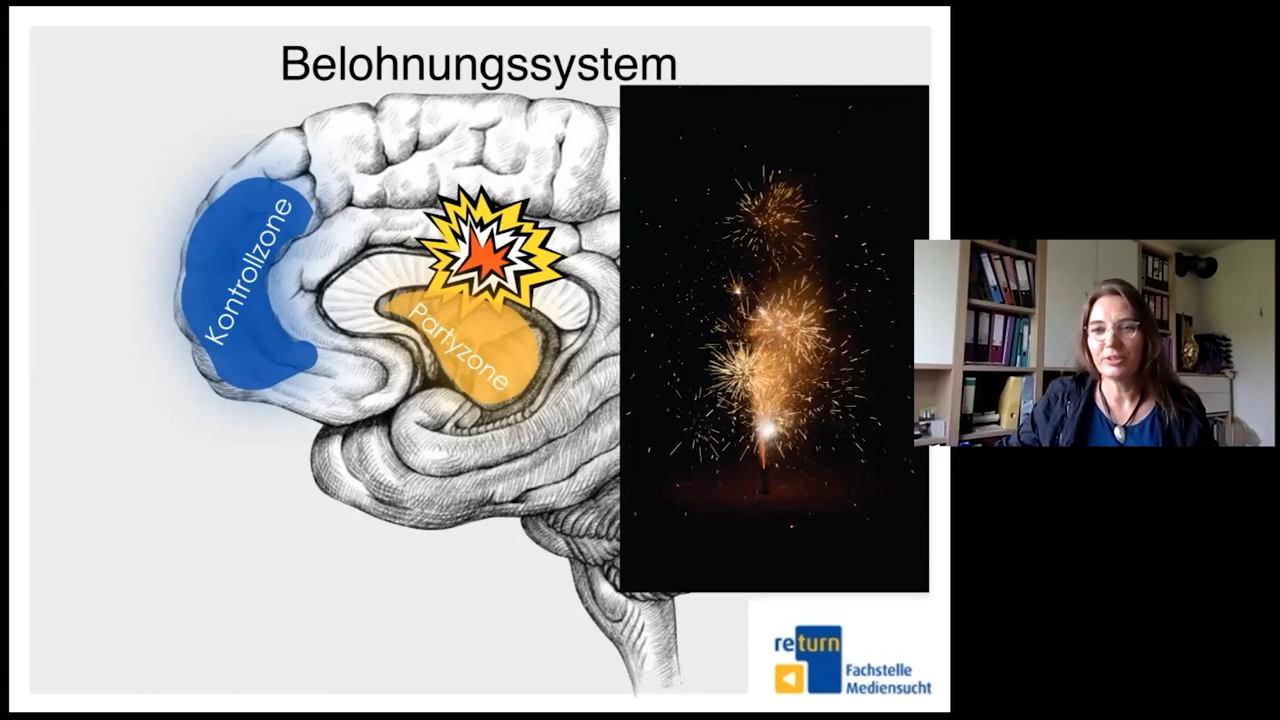 Belohnungssystem
Kontrollzone
Partyzone
return
Fachstelle
Mediensucht